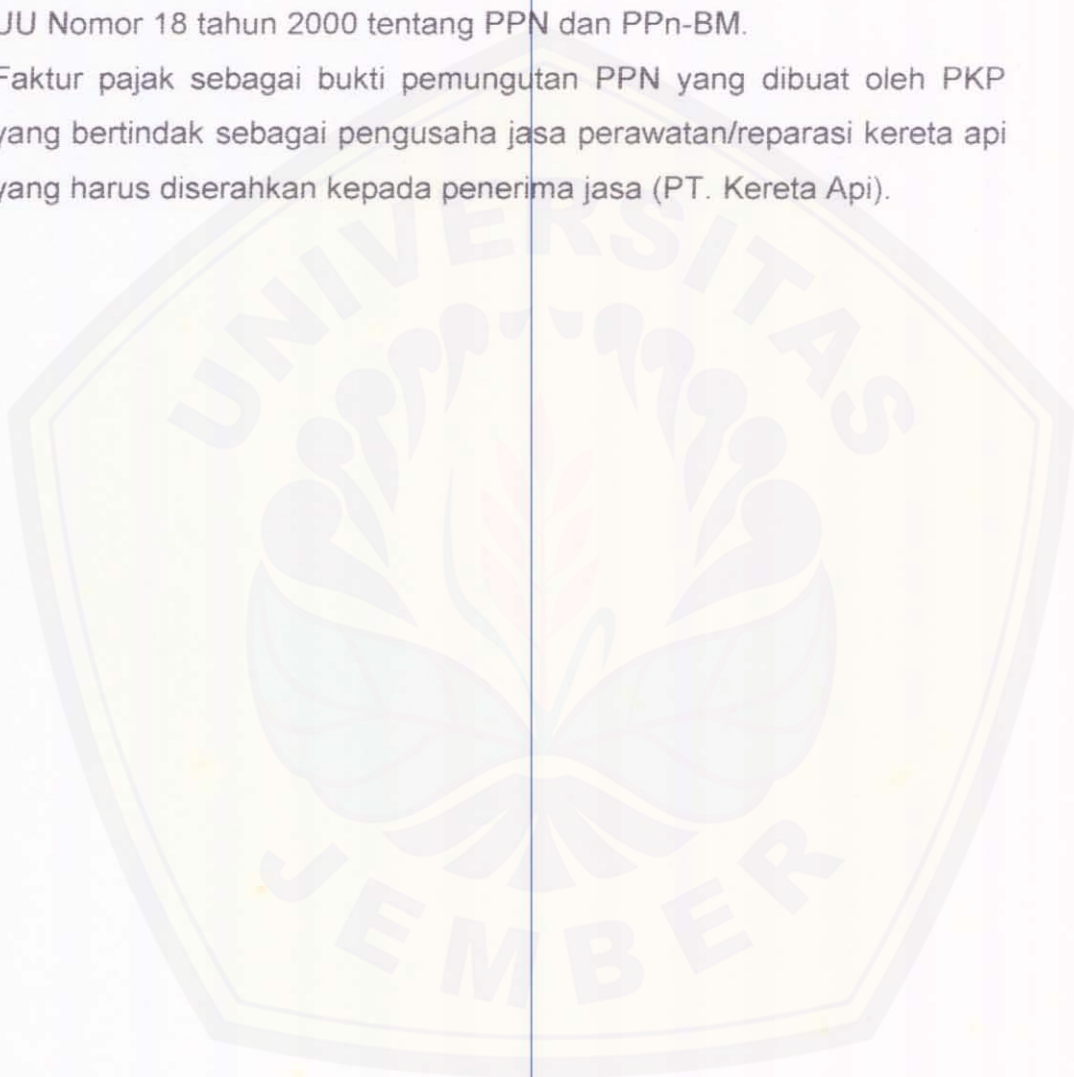 UU Nomor 18 tahun 2000 tentang PPN dan PPn-BM.
Faktur pajak sebagai bukti pemungutan PPN yang dibuat oleh PKP
yang bertindak sebagai pengusaha jasa perawatan/reparasi kereta api
yang harus diserahkan kepada penerima jasa (PT. Kereta Api).
UNIVERSITAS
JEMBER